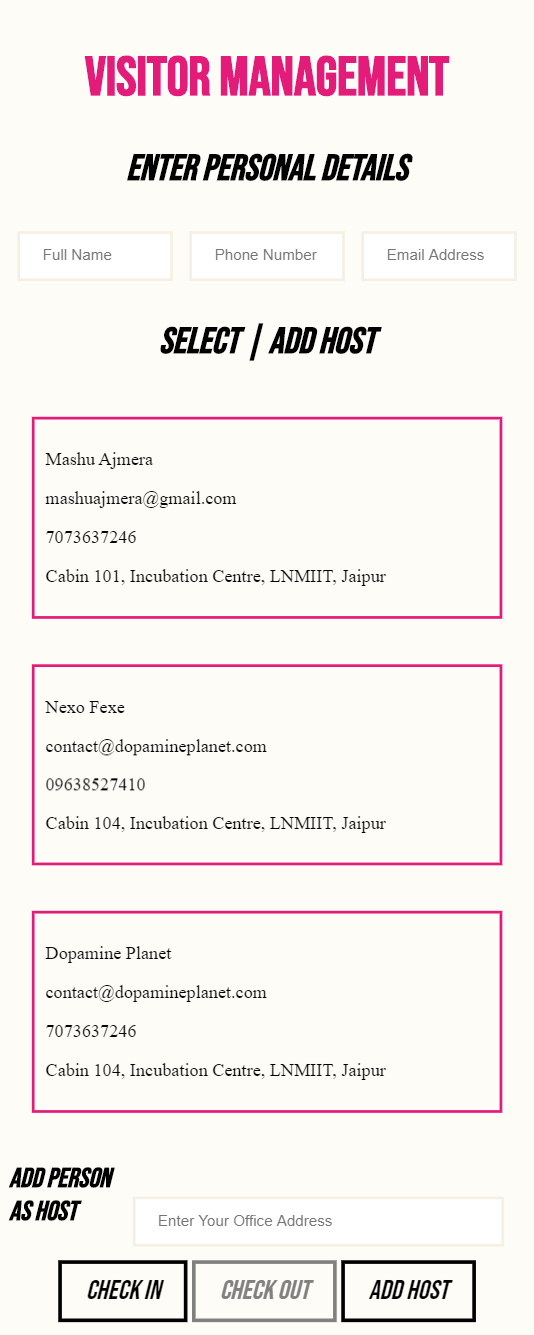 VISITOR MANAGEMENT
ENTER PERSONAL DETAILS
Full Name
Phone Number
Email Address
SELECT | ADD HOST
Mashu Ajmera
mashuajmera@gmail.com
7073637246
Cabin 101, Incubation Centre, LNMIIT, Jaipur
Nexo Fexe
contact@dopamineplanet.com
09638527410
Cabin 104, Incubation Centre, LNMIIT, Jaipur
Dopamine Planet
contact@dopamineplanet.com
7073637246
Cabin 104, Incubation Centre, LNMIIT, Jaipur
ADD PERSON
AS HOST
Enter Your Office Address
CHECK IN
CHECK OUT
ADD HOST